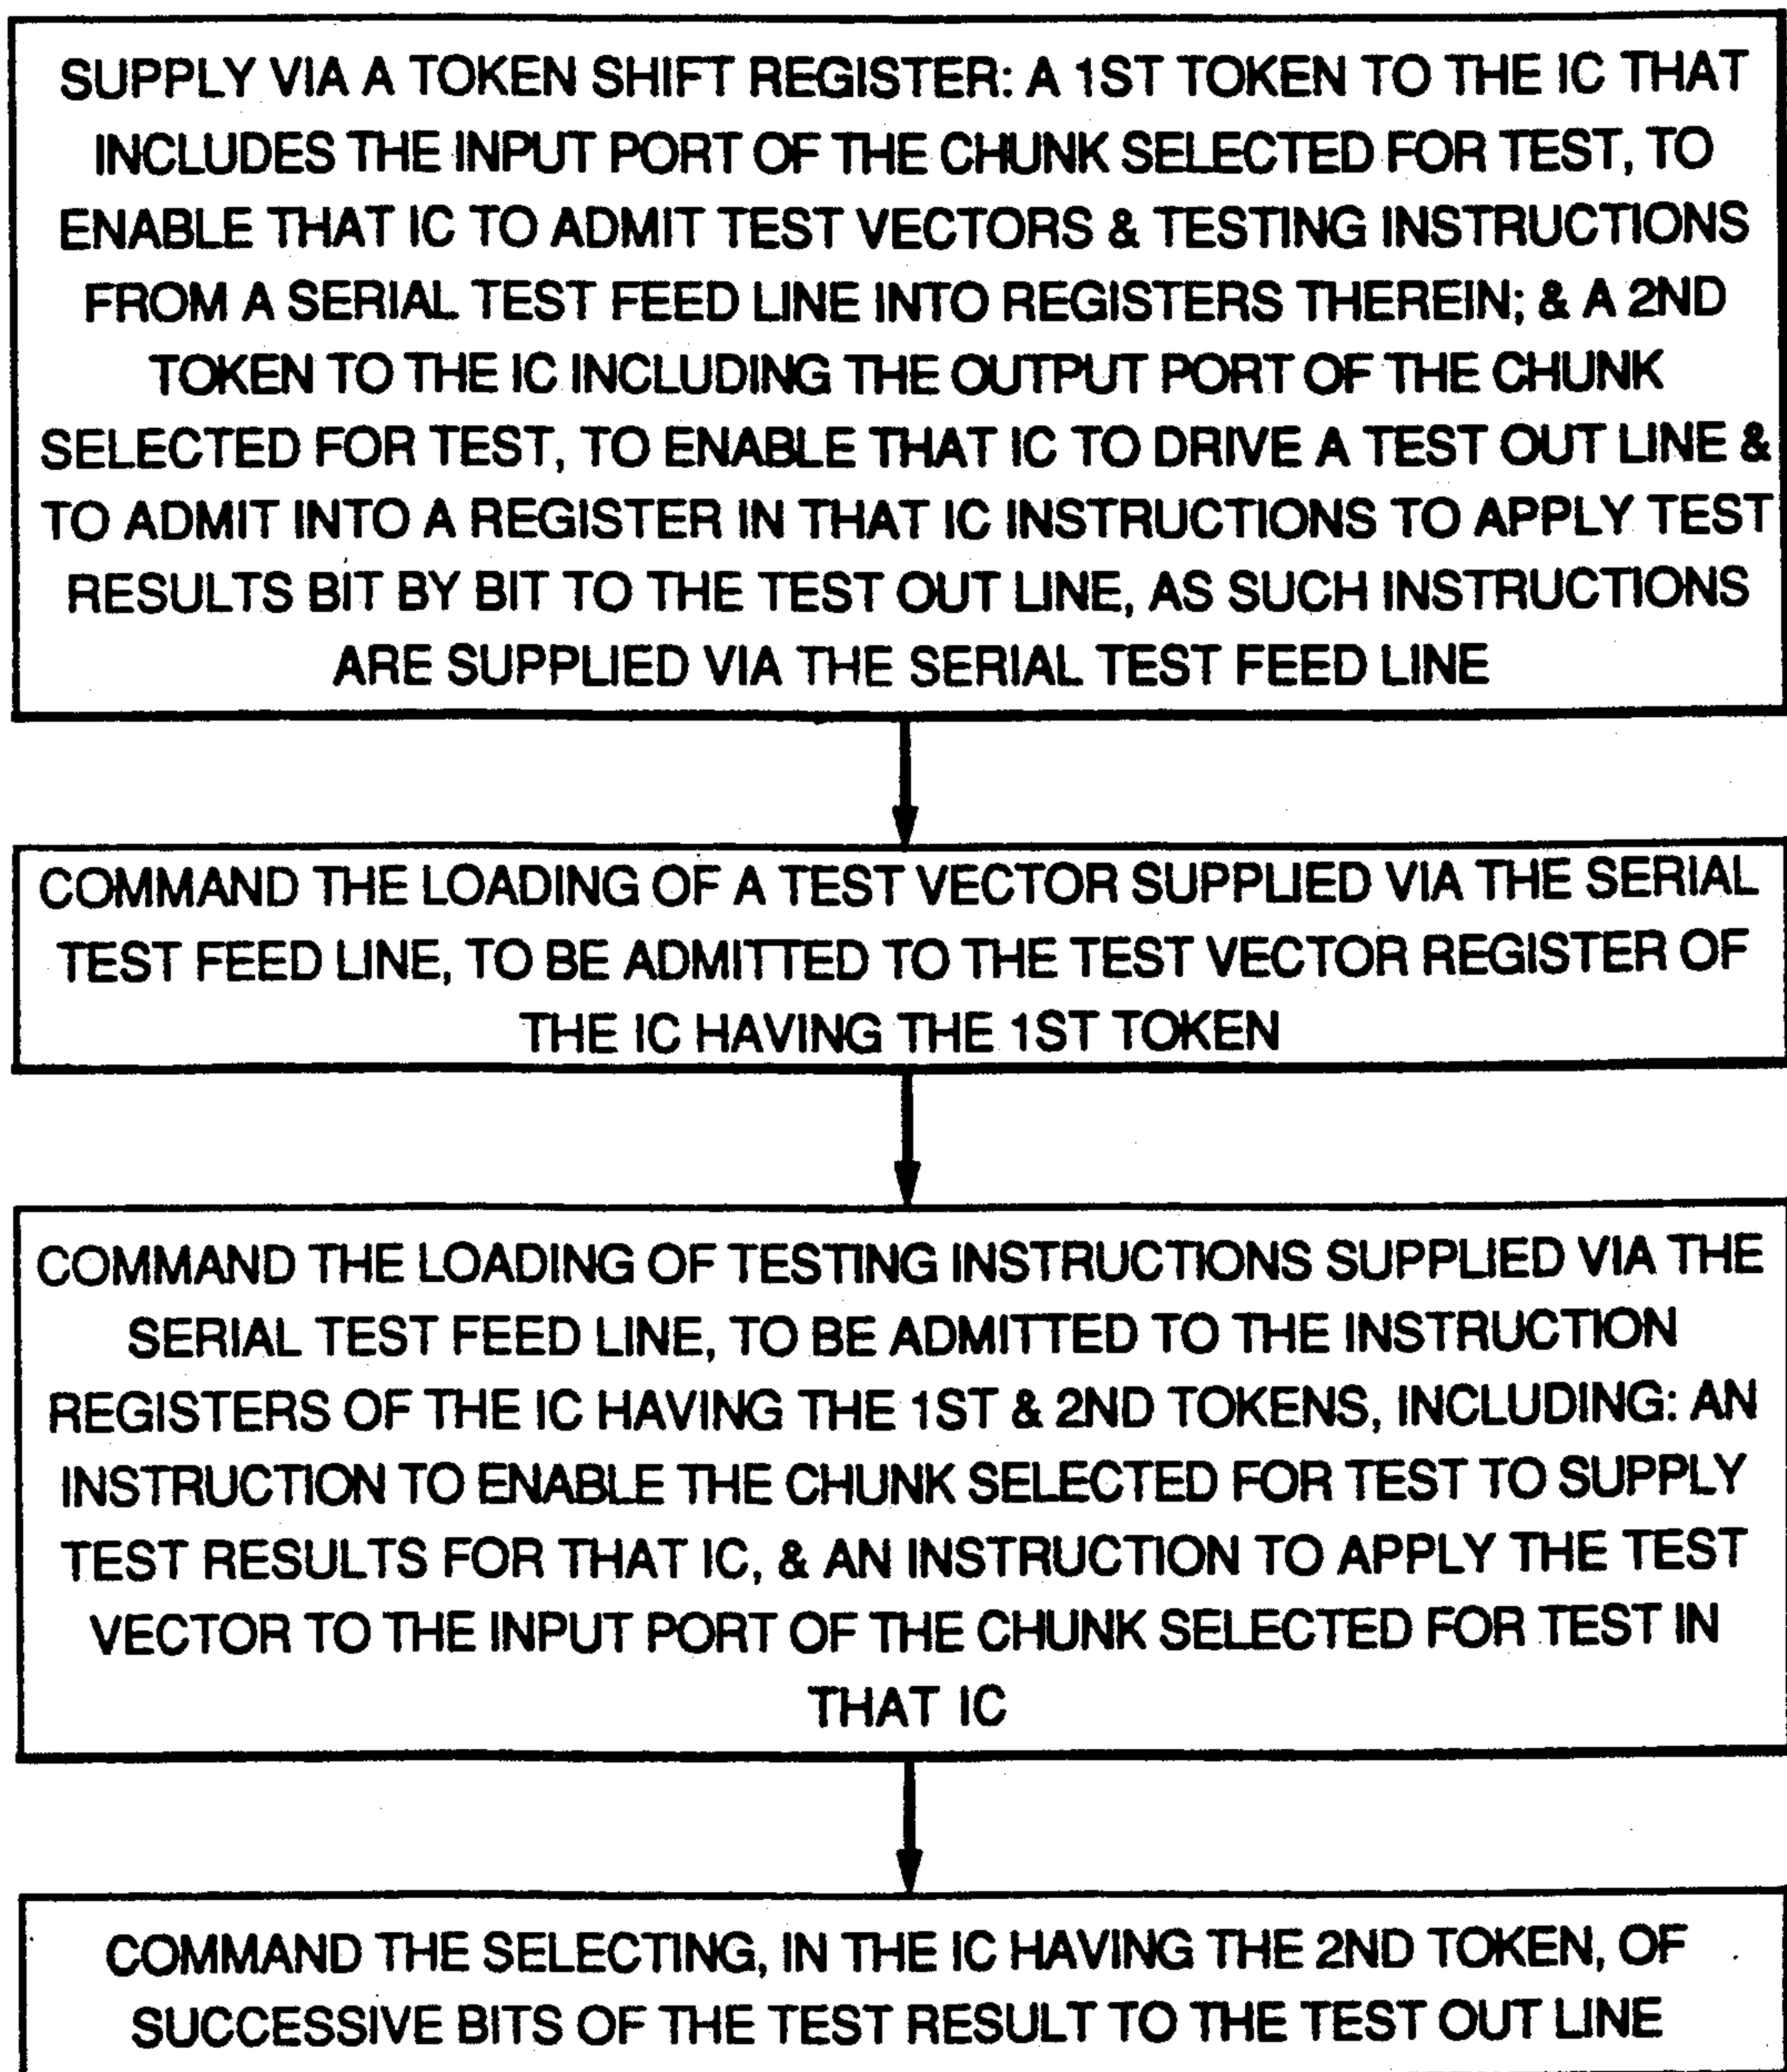 SUPPLY VIA A TOKEN SHIFT REGISTER: A 1ST TOKEN TO THE IC THAT
INCLUDES THE INPUT PORT OF THE CHUNK SELECTED FOR TEST, TO
ENABLE THAT IC TO ADMIT TEST VECTORS & TESTING INSTRUCTIONS
FROM A SERIAL TEST FEED LINE INTO REGISTERS THEREIN; & A 2ND
TOKEN TO THE IC INCLUDING THE OUTPUT PORT OF THE CHUNK
SELECTED FOR TEST, TO ENABLE THAT IC TO DRIVE A TEST OUT LINE &
TO ADMIT INTO A REGISTER IN THAT IC INSTRUCTIONS TO APPLY TEST
RESULTS BIT BY BIT TO THE TEST OUT LINE, AS SUCH INSTRUCTIONS
ARE SUPPLIED VIA THE SERIAL TEST FEED LINE
COMMAND THE LOADING OF A TEST VECTOR SUPPLIED VIA THE SERIAL
TEST FEED LINE, TO BE ADMITTED TO THE TEST VECTOR REGISTER OF
THE IC HAVING THE 1ST TOKEN
COMMAND THE LOADING OF TESTING INSTRUCTIONS SUPPLIED VIA THE
SERIAL TEST FEED LINE, TO BE ADMITTED TO THE INSTRUCTION
REGISTERS OF THE IC HAVING THE 1ST & 2ND TOKENS, INCLUDING: AN
INSTRUCTION TO ENABLE THE CHUNK SELECTED FOR TEST TO SUPPLY
TEST RESULTS FOR THAT IC, & AN INSTRUCTION TO APPLY THE TEST
VECTOR TO THE INPUT PORT OF THE CHUNK SELECTED FOR TEST IN
THAT IC
COMMAND THE SELECTING, IN THE IC HAVING THE 2ND TOKEN, OF
SUCCESSIVE BITS OF THE TEST RESULT TO THE TEST OUT LINE